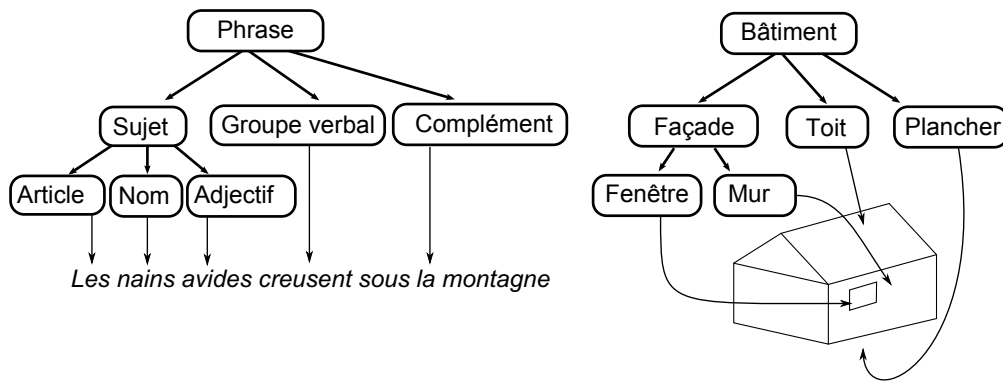 Phrase
Sujet
Groupe verbal
Complément
Article
Nom
Adjectif
Les nains avides creusent sous la montagne
Bâtiment
Façade
Toit
Plancher
Fenêtre
Mur